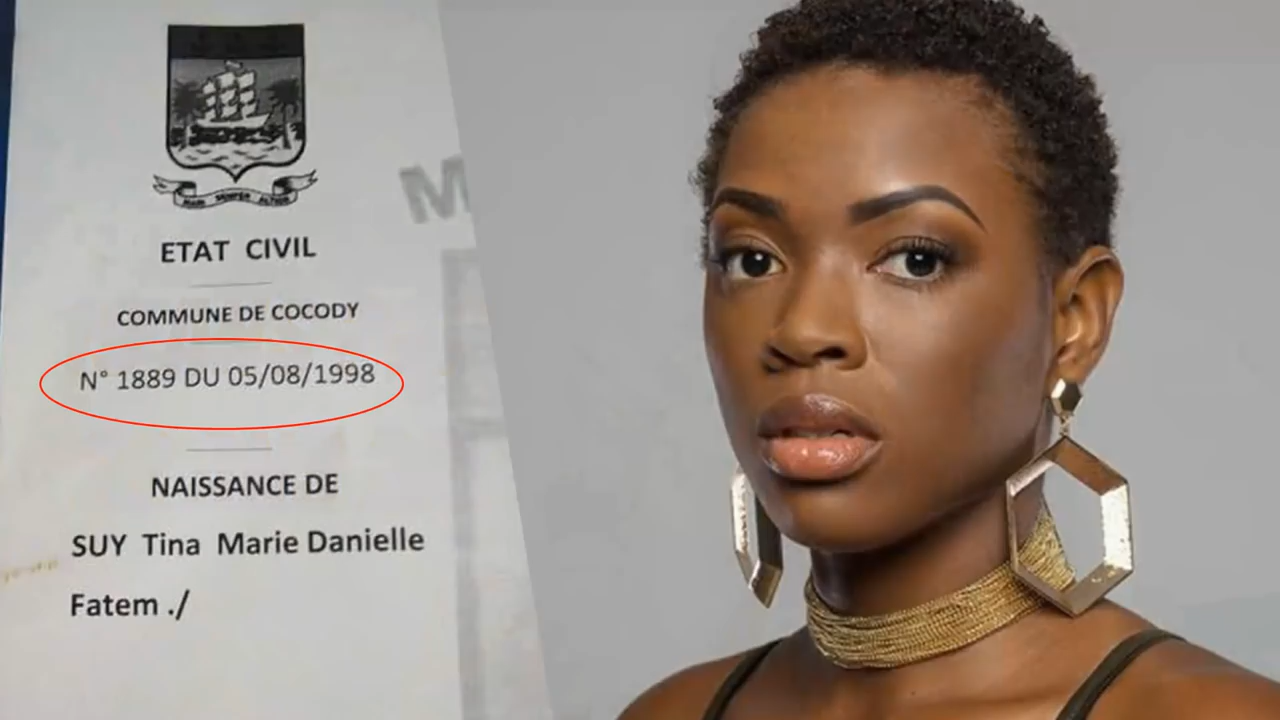 ETAT CIVIL
COMMUNE DE COCODY
N° 1889 DU 05/08/1998
NAISSANCE DE
SUY Tina Marie Danielle
Fatem ./